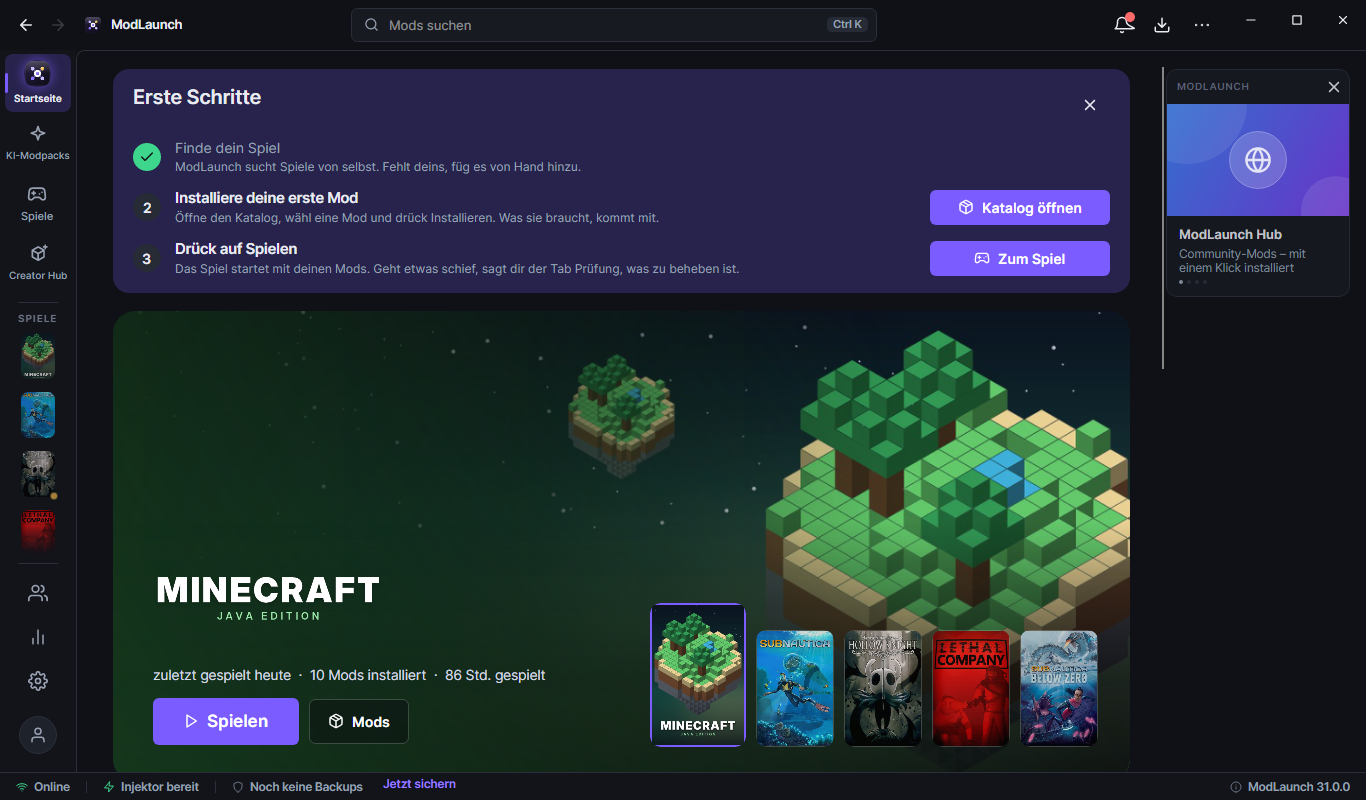 ModLaunch
Mods suchen
Ctrl K
Startseite
KI-Modpacks
Spiele
Creator Hub
SPIELE
MINECRAFT
LETHAL
COMPANY
Erste Schritte
Finde dein Spiel
ModLaunch sucht Spiele von selbst. Fehlt deins, füg es von Hand hinzu.
2
Installiere deine erste Mod
Öffne den Katalog, wähl eine Mod und drück Installieren. Was sie braucht, kommt mit.
Katalog öffnen
3
Drück auf Spielen
Das Spiel startet mit deinen Mods. Geht etwas schief, sagt dir der Tab Prüfung, was zu beheben ist.
Zum Spiel
MODLAUNCH
ModLaunch Hub
Community-Mods – mit
einem Klick installiert
MINECRAFT
JAVA EDITION
zuletzt gespielt heute · 10 Mods installiert · 86 Std. gespielt
Spielen
Mods
MINECRAFT
JAVA EDITION
SUBNAUTICA
HOLLOW KNIGHT
LETHAL
COMPANY
SUBNAUTICA
BELOW ZERO
Online
Injektor bereit
Noch keine Backups
Jetzt sichern
ModLaunch 31.0.0